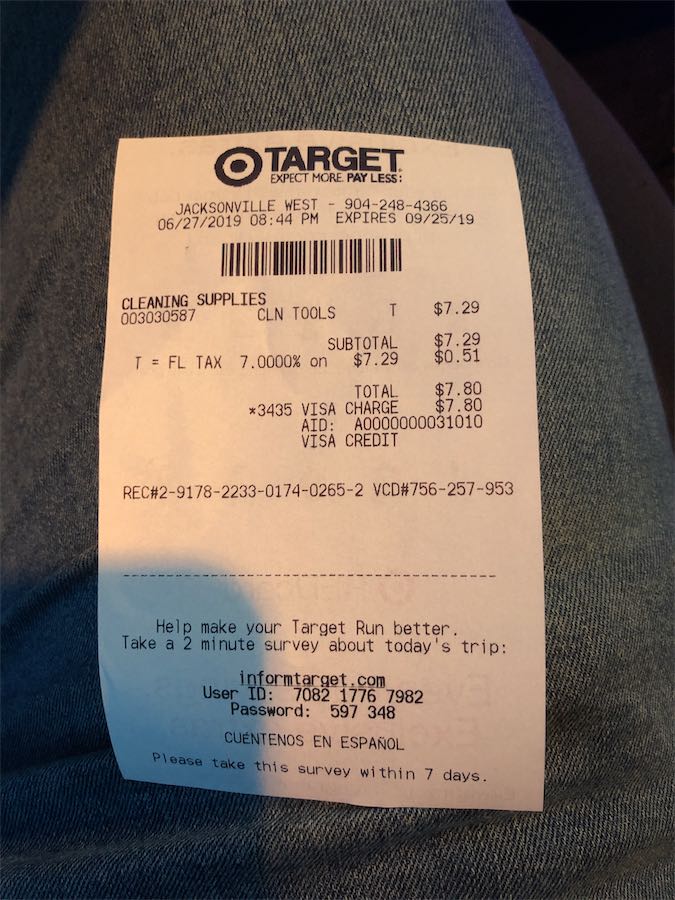 TARGET
EXPECT MORE. PAY LESS:
JACKSONVILLE WEST - 904-248-4366
06/27/2019 08:44 PM EXPIRES 09/25/19
CLEANING SUPPLIES
003030587 CLN TOOLS T $7.29
SUBTOTAL $7.29
T = FL TAX 7.0000% on $7.29 $0.51
TOTAL $7.80
*3435 VISA CHARGE $7.80
AID: A0000000031010
VISA CREDIT
REC#2-9178-2233-0174-0265-2 VCD#756-257-953
Help make your Target Run better.
Take a 2 minute survey about today's trip:
informtarget.com
User ID: 7082 1776 7982
Password: 597 348
CUÉNTENOS EN ESPAÑOL
Please take this survey within 7 days.